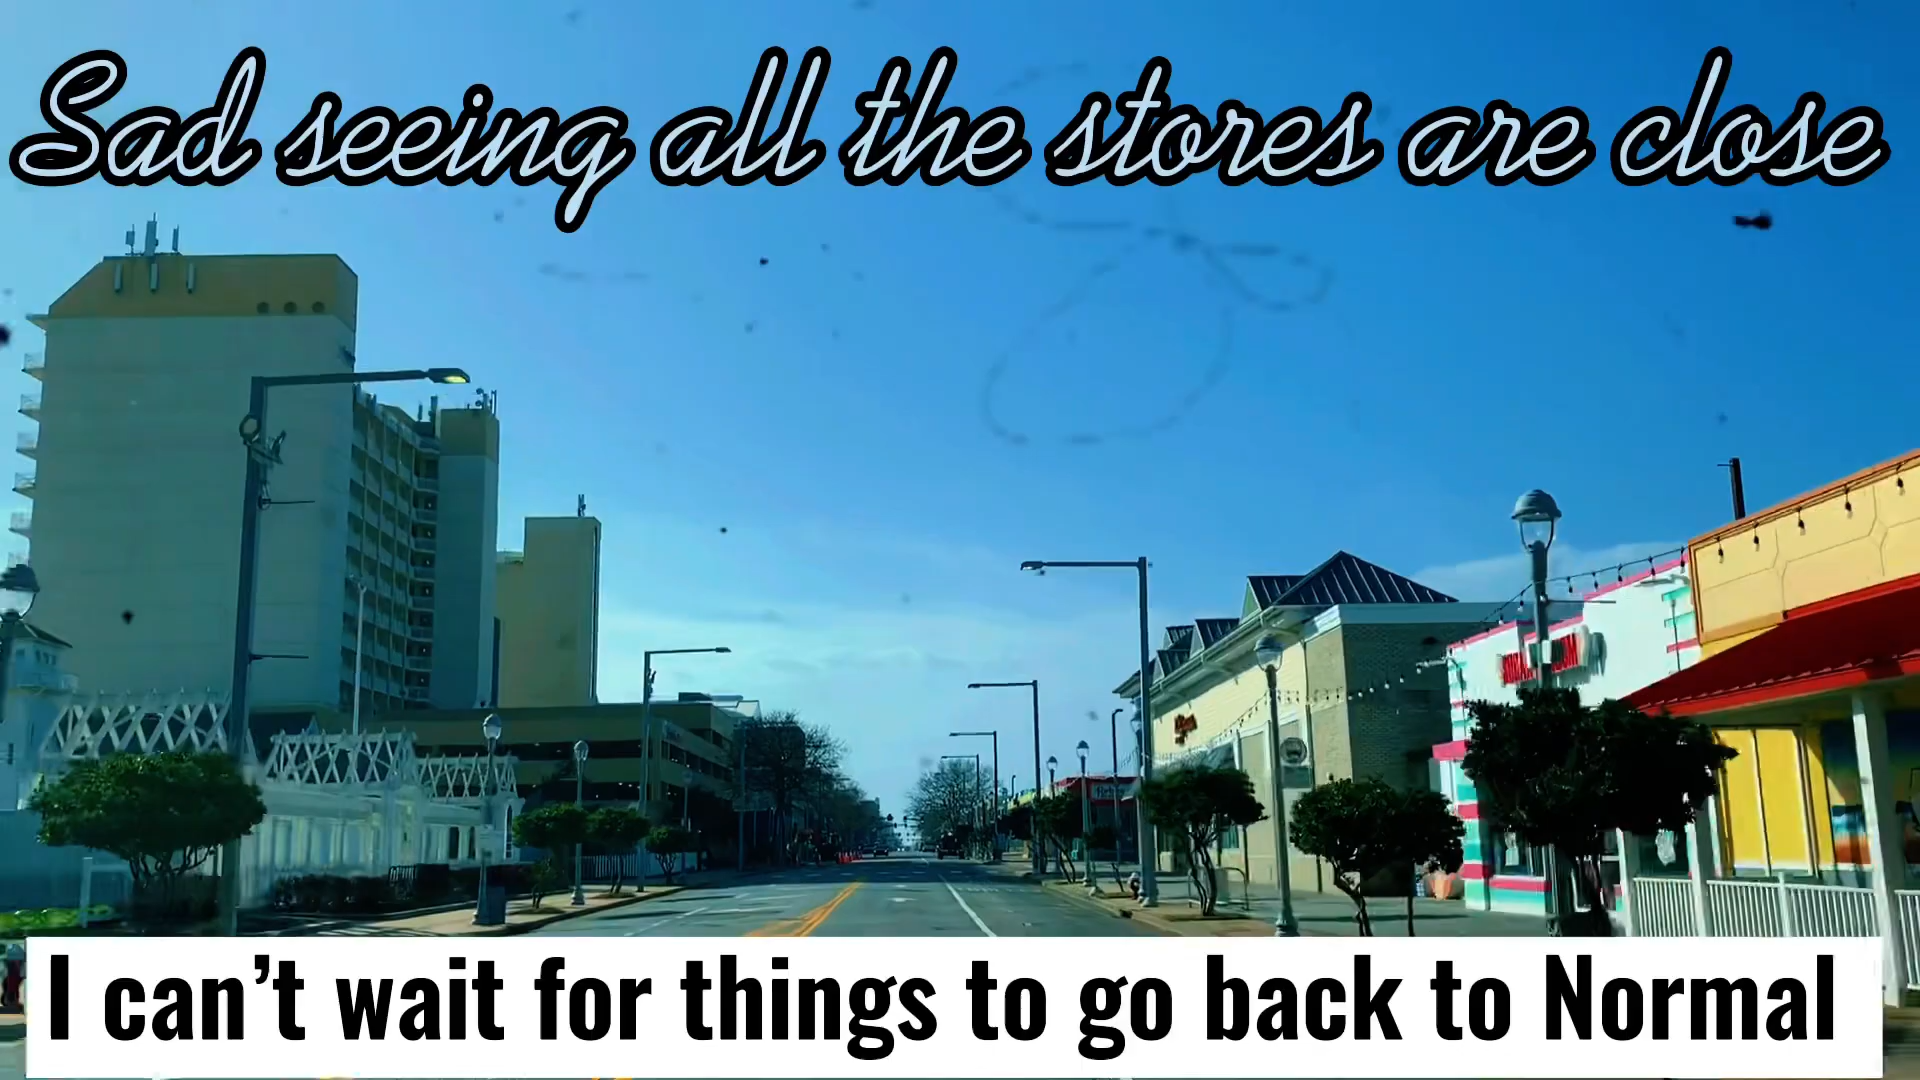 Sad seeing all the stores are close
I can't wait for things to go back to Normal